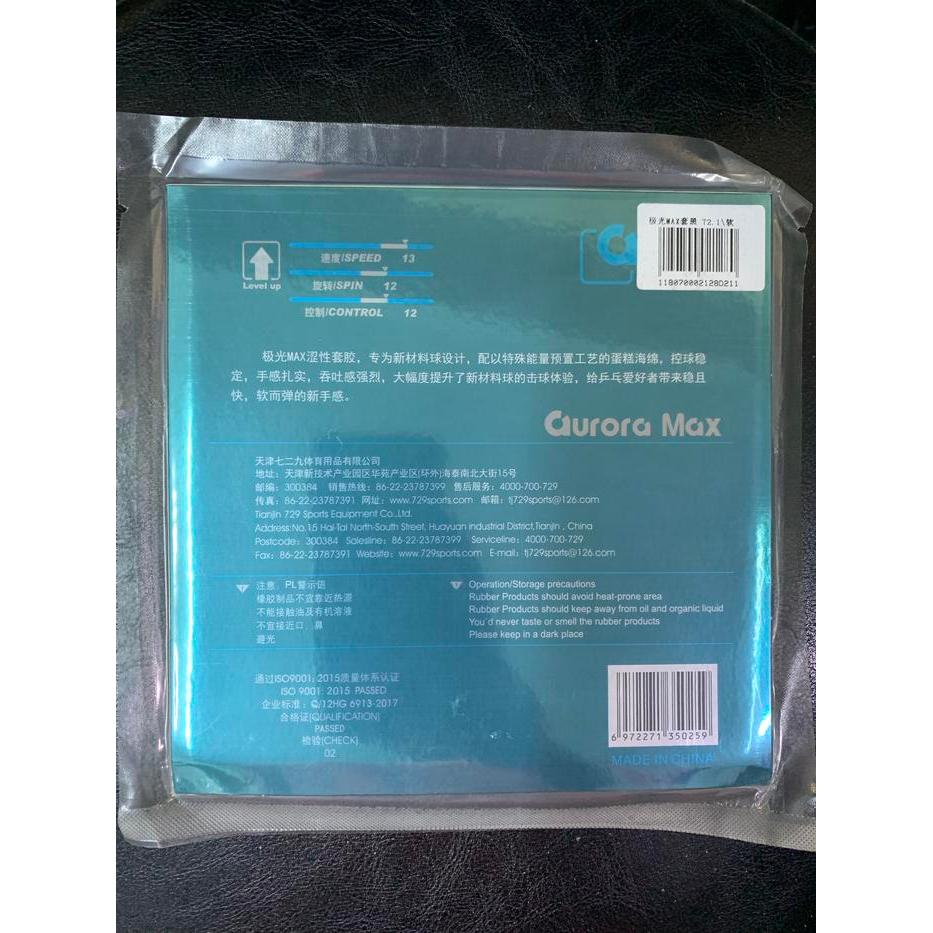 极光MAX套黑 T2.1\软
118070002128D211
Level up
速度/SPEED 13
旋转/SPIN 12
控制/CONTROL 12
极光MAX涩性套胶，专为新材料球设计，配以特殊能量预置工艺的蛋糕海绵，控球稳
定，手感扎实，吞吐感强烈，大幅度提升了新材料球的击球体验，给乒乓爱好者带来稳且
快，软而弹的新手感。
Aurora Max
天津七二九体育用品有限公司
地址：天津新技术产业园区华苑产业区(环外)海泰南北大街15号
邮编：300384 销售热线：86-22-23787399 售后服务：4000-700-729
传真：86-22-23787391 网址：www.729sports.com 邮箱：tj729sports@126.com
Tianjin 729 Sports Equipment Co.,Ltd.
Address:No.15 Hai-Tai North-South Street, Huayuan Industrial District,Tianjin , China
Postcode：300384 Salesline：86-22-23787399 Serviceline：4000-700-729
Fax：86-22-23787391 Website：www.729sports.com E-mail：tj729sports@126.com
注意，PL警示语
橡胶制品不宜靠近热源
不能接触油及有机溶液
不宜接近口、鼻
避光
Operation/Storage precautions
Rubber Products should avoid heat-prone area
Rubber Products should keep away from oil and organic liquid
You'd never taste or smell the rubber products
Please keep in a dark place
通过ISO9001：2015质量体系认证
ISO 9001：2015 PASSED
企业标准：Q/12HG 6913-2017
合格证(QUALIFICATION)
PASSED
检验(CHECK)
02
6 972271 350259
MADE IN CHINA